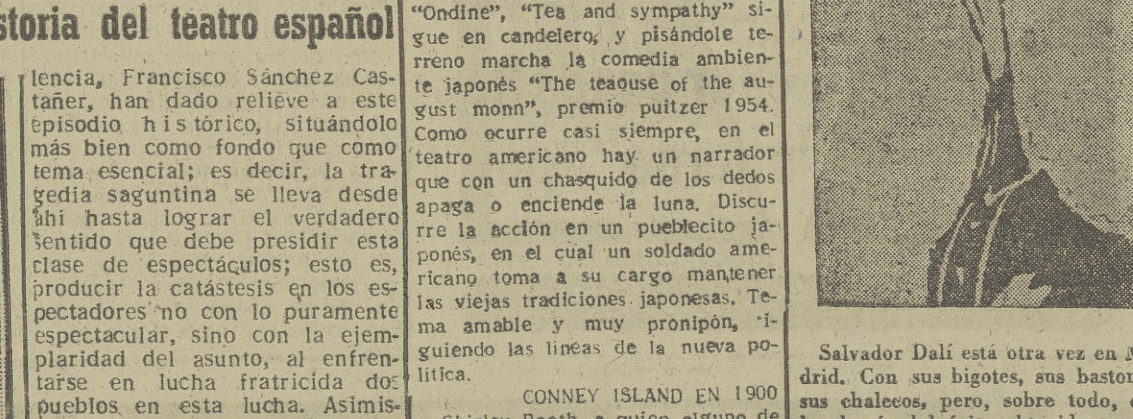 storia del teatro español
lencia, Francisco Sánchez Cas-
tañer, han dado relieve a este
episodio histórico, situándolo
más bien como fondo que como
tema esencial; es decir, la tra-
gedia saguntina se lleva desde
ahí hasta lograr el verdadero
sentido que debe presidir esta
clase de espectáculos; esto es,
producir la catástesis en los es-
pectadores no con lo puramente
espectacular, sino con la ejem-
plaridad del asunto, al enfren-
tarse en lucha fratricida dos
pueblos en esta lucha. Asimis-
"Ondine", "Tea and sympathy" si-
gue en candelero, y pisándole te-
rreno marcha la comedia ambien-
te japonés "The teaouse of the au-
gust monn", premio puitzer 1954.
Como ocurre casi siempre, en el
teatro americano hay un narrador
que con un chasquido de los dedos
apaga o enciende la luna. Discu-
rre la acción en un pueblecito ja-
ponés, en el cual un soldado ame-
ricano toma a su cargo mantener
las viejas tradiciones japonesas. Te-
ma amable y muy pronipón, i-
guiendo las líneas de la nueva po-
lítica.
CONNEY ISLAND EN 1900
Salvador Dalí está otra vez en M
drid. Con sus bigotes, sus baston
sus chalecos, pero, sobre todo,